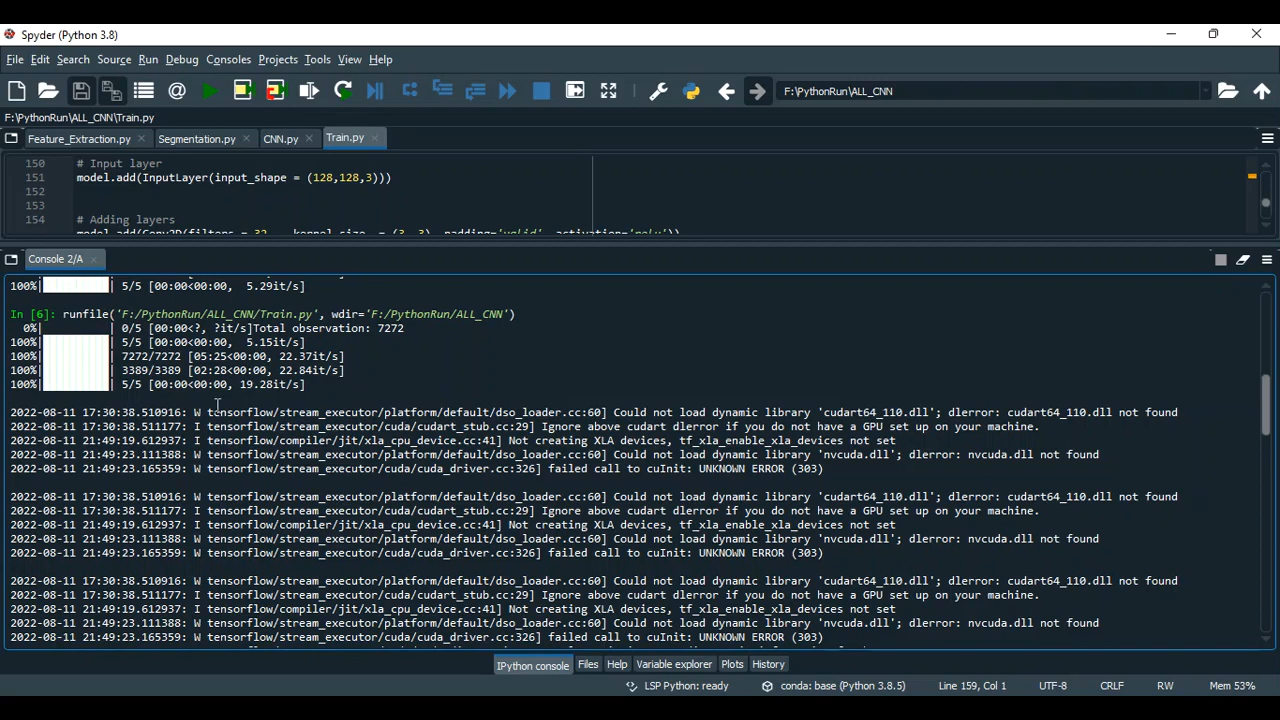 Spyder (Python 3.8)
File Edit Search Source Run Debug Consoles Projects Tools View Help
F:\PythonRun\ALL_CNN
F:\PythonRun\ALL_CNN\Train.py
Feature_Extraction.py Segmentation.py CNN.py Train.py
150 # Input layer
151 model.add(InputLayer(input_shape = (128,128,3)))
152
153
154 # Adding layers
model.add(Conv2D(filters = 32, kernel_size = (3, 3), padding='valid', activation='relu'))
Console 2/A
100%| | 5/5 [00:00<00:00, 5.29it/s]
In [6]: runfile('F:/PythonRun/ALL_CNN/Train.py', wdir='F:/PythonRun/ALL_CNN')
0%| | 0/5 [00:00<?, ?it/s]Total observation: 7272
100%| | 5/5 [00:00<00:00, 5.15it/s]
100%| | 7272/7272 [05:25<00:00, 22.37it/s]
100%| | 3389/3389 [02:28<00:00, 22.84it/s]
100%| | 5/5 [00:00<00:00, 19.28it/s]
2022-08-11 17:30:38.510916: W tensorflow/stream_executor/platform/default/dso_loader.cc:60] Could not load dynamic library 'cudart64_110.dll'; dlerror: cudart64_110.dll not found
2022-08-11 17:30:38.511177: I tensorflow/stream_executor/cuda/cudart_stub.cc:29] Ignore above cudart dlerror if you do not have a GPU set up on your machine.
2022-08-11 21:49:19.612937: I tensorflow/compiler/jit/xla_cpu_device.cc:41] Not creating XLA devices, tf_xla_enable_xla_devices not set
2022-08-11 21:49:23.111388: W tensorflow/stream_executor/platform/default/dso_loader.cc:60] Could not load dynamic library 'nvcuda.dll'; dlerror: nvcuda.dll not found
2022-08-11 21:49:23.165359: W tensorflow/stream_executor/cuda/cuda_driver.cc:326] failed call to cuInit: UNKNOWN ERROR (303)
2022-08-11 17:30:38.510916: W tensorflow/stream_executor/platform/default/dso_loader.cc:60] Could not load dynamic library 'cudart64_110.dll'; dlerror: cudart64_110.dll not found
2022-08-11 17:30:38.511177: I tensorflow/stream_executor/cuda/cudart_stub.cc:29] Ignore above cudart dlerror if you do not have a GPU set up on your machine.
2022-08-11 21:49:19.612937: I tensorflow/compiler/jit/xla_cpu_device.cc:41] Not creating XLA devices, tf_xla_enable_xla_devices not set
2022-08-11 21:49:23.111388: W tensorflow/stream_executor/platform/default/dso_loader.cc:60] Could not load dynamic library 'nvcuda.dll'; dlerror: nvcuda.dll not found
2022-08-11 21:49:23.165359: W tensorflow/stream_executor/cuda/cuda_driver.cc:326] failed call to cuInit: UNKNOWN ERROR (303)
2022-08-11 17:30:38.510916: W tensorflow/stream_executor/platform/default/dso_loader.cc:60] Could not load dynamic library 'cudart64_110.dll'; dlerror: cudart64_110.dll not found
2022-08-11 17:30:38.511177: I tensorflow/stream_executor/cuda/cudart_stub.cc:29] Ignore above cudart dlerror if you do not have a GPU set up on your machine.
2022-08-11 21:49:19.612937: I tensorflow/compiler/jit/xla_cpu_device.cc:41] Not creating XLA devices, tf_xla_enable_xla_devices not set
2022-08-11 21:49:23.111388: W tensorflow/stream_executor/platform/default/dso_loader.cc:60] Could not load dynamic library 'nvcuda.dll'; dlerror: nvcuda.dll not found
2022-08-11 21:49:23.165359: W tensorflow/stream_executor/cuda/cuda_driver.cc:326] failed call to cuInit: UNKNOWN ERROR (303)
IPython console Files Help Variable explorer Plots History
LSP Python: ready conda: base (Python 3.8.5) Line 159, Col 1 UTF-8 CRLF RW Mem 53%